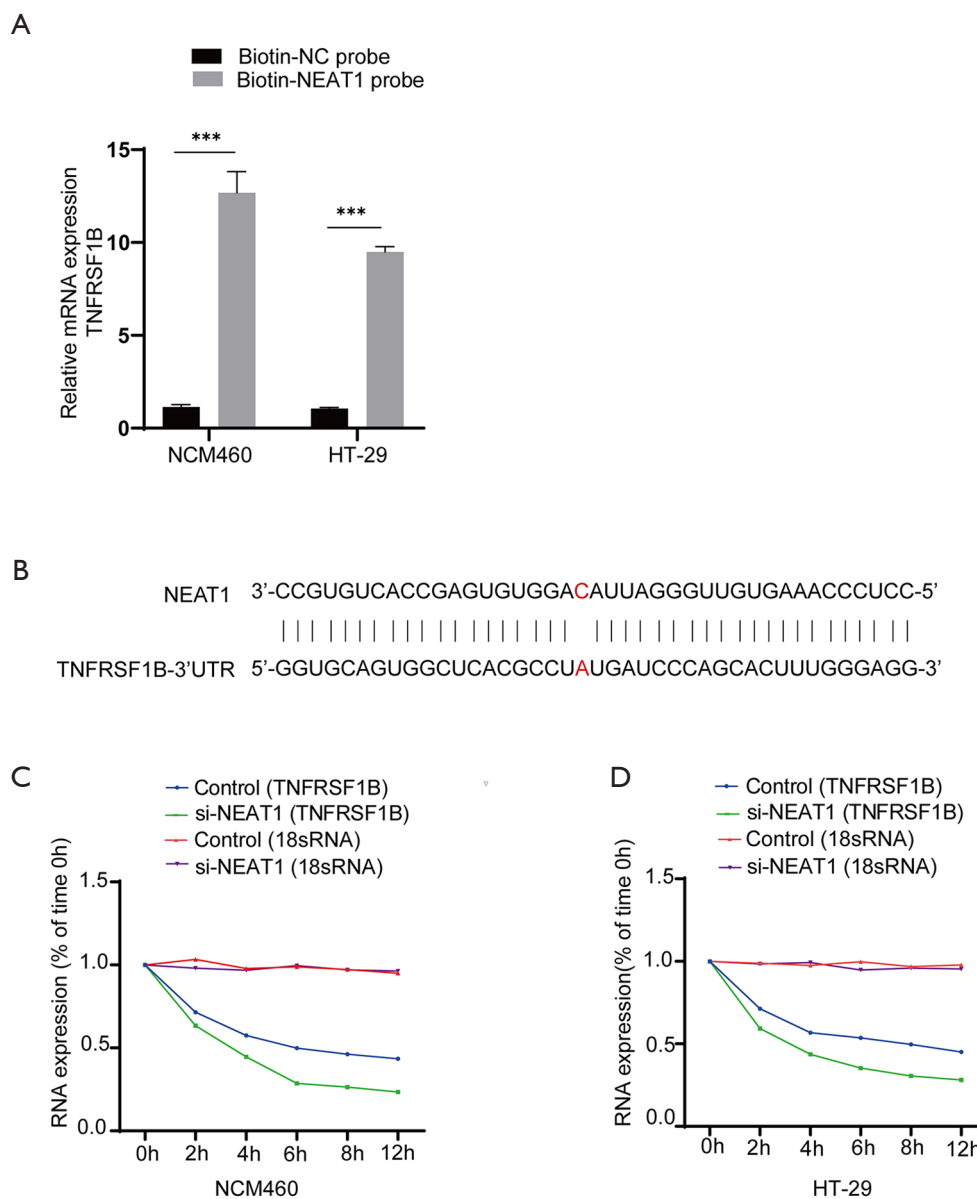 A
Biotin-NC probe
Biotin-NEAT1 probe
Relative mRNA expression
TNFRSF1B
15
10
5
0
***
***
NCM460
HT-29
B
NEAT1 3’-CCGUGUCACCGAGUGUGGACAUUAGGGUUGUGAAACCCUCC-5’
TNFRSF1B-3’UTR 5’-GGUGCAGUGGCUCACGCCUAUGAUCCCAGCACUUUGGGAGG-3’
C
Control (TNFRSF1B)
si-NEAT1 (TNFRSF1B)
Control (18sRNA)
si-NEAT1 (18sRNA)
RNA expression (% of time 0h)
1.5
1.0
0.5
0.0
0h 2h 4h 6h 8h 12h
NCM460
D
Control (TNFRSF1B)
si-NEAT1 (TNFRSF1B)
Control (18sRNA)
si-NEAT1 (18sRNA)
RNA expression(% of time 0h)
1.5
1.0
0.5
0.0
0h 2h 4h 6h 8h 12h
HT-29